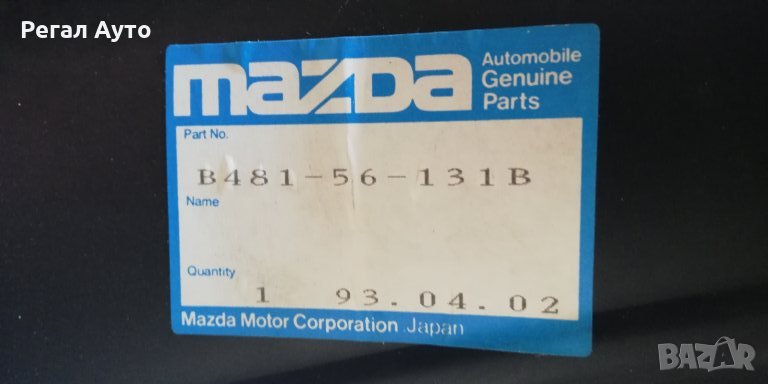 Регал Ауто
mazda
Automobile
Genuine
Parts
Part No.
B481-56-131B
Name
Quantity
1 93.04.02
Mazda Motor Corporation Japan
BAZAR